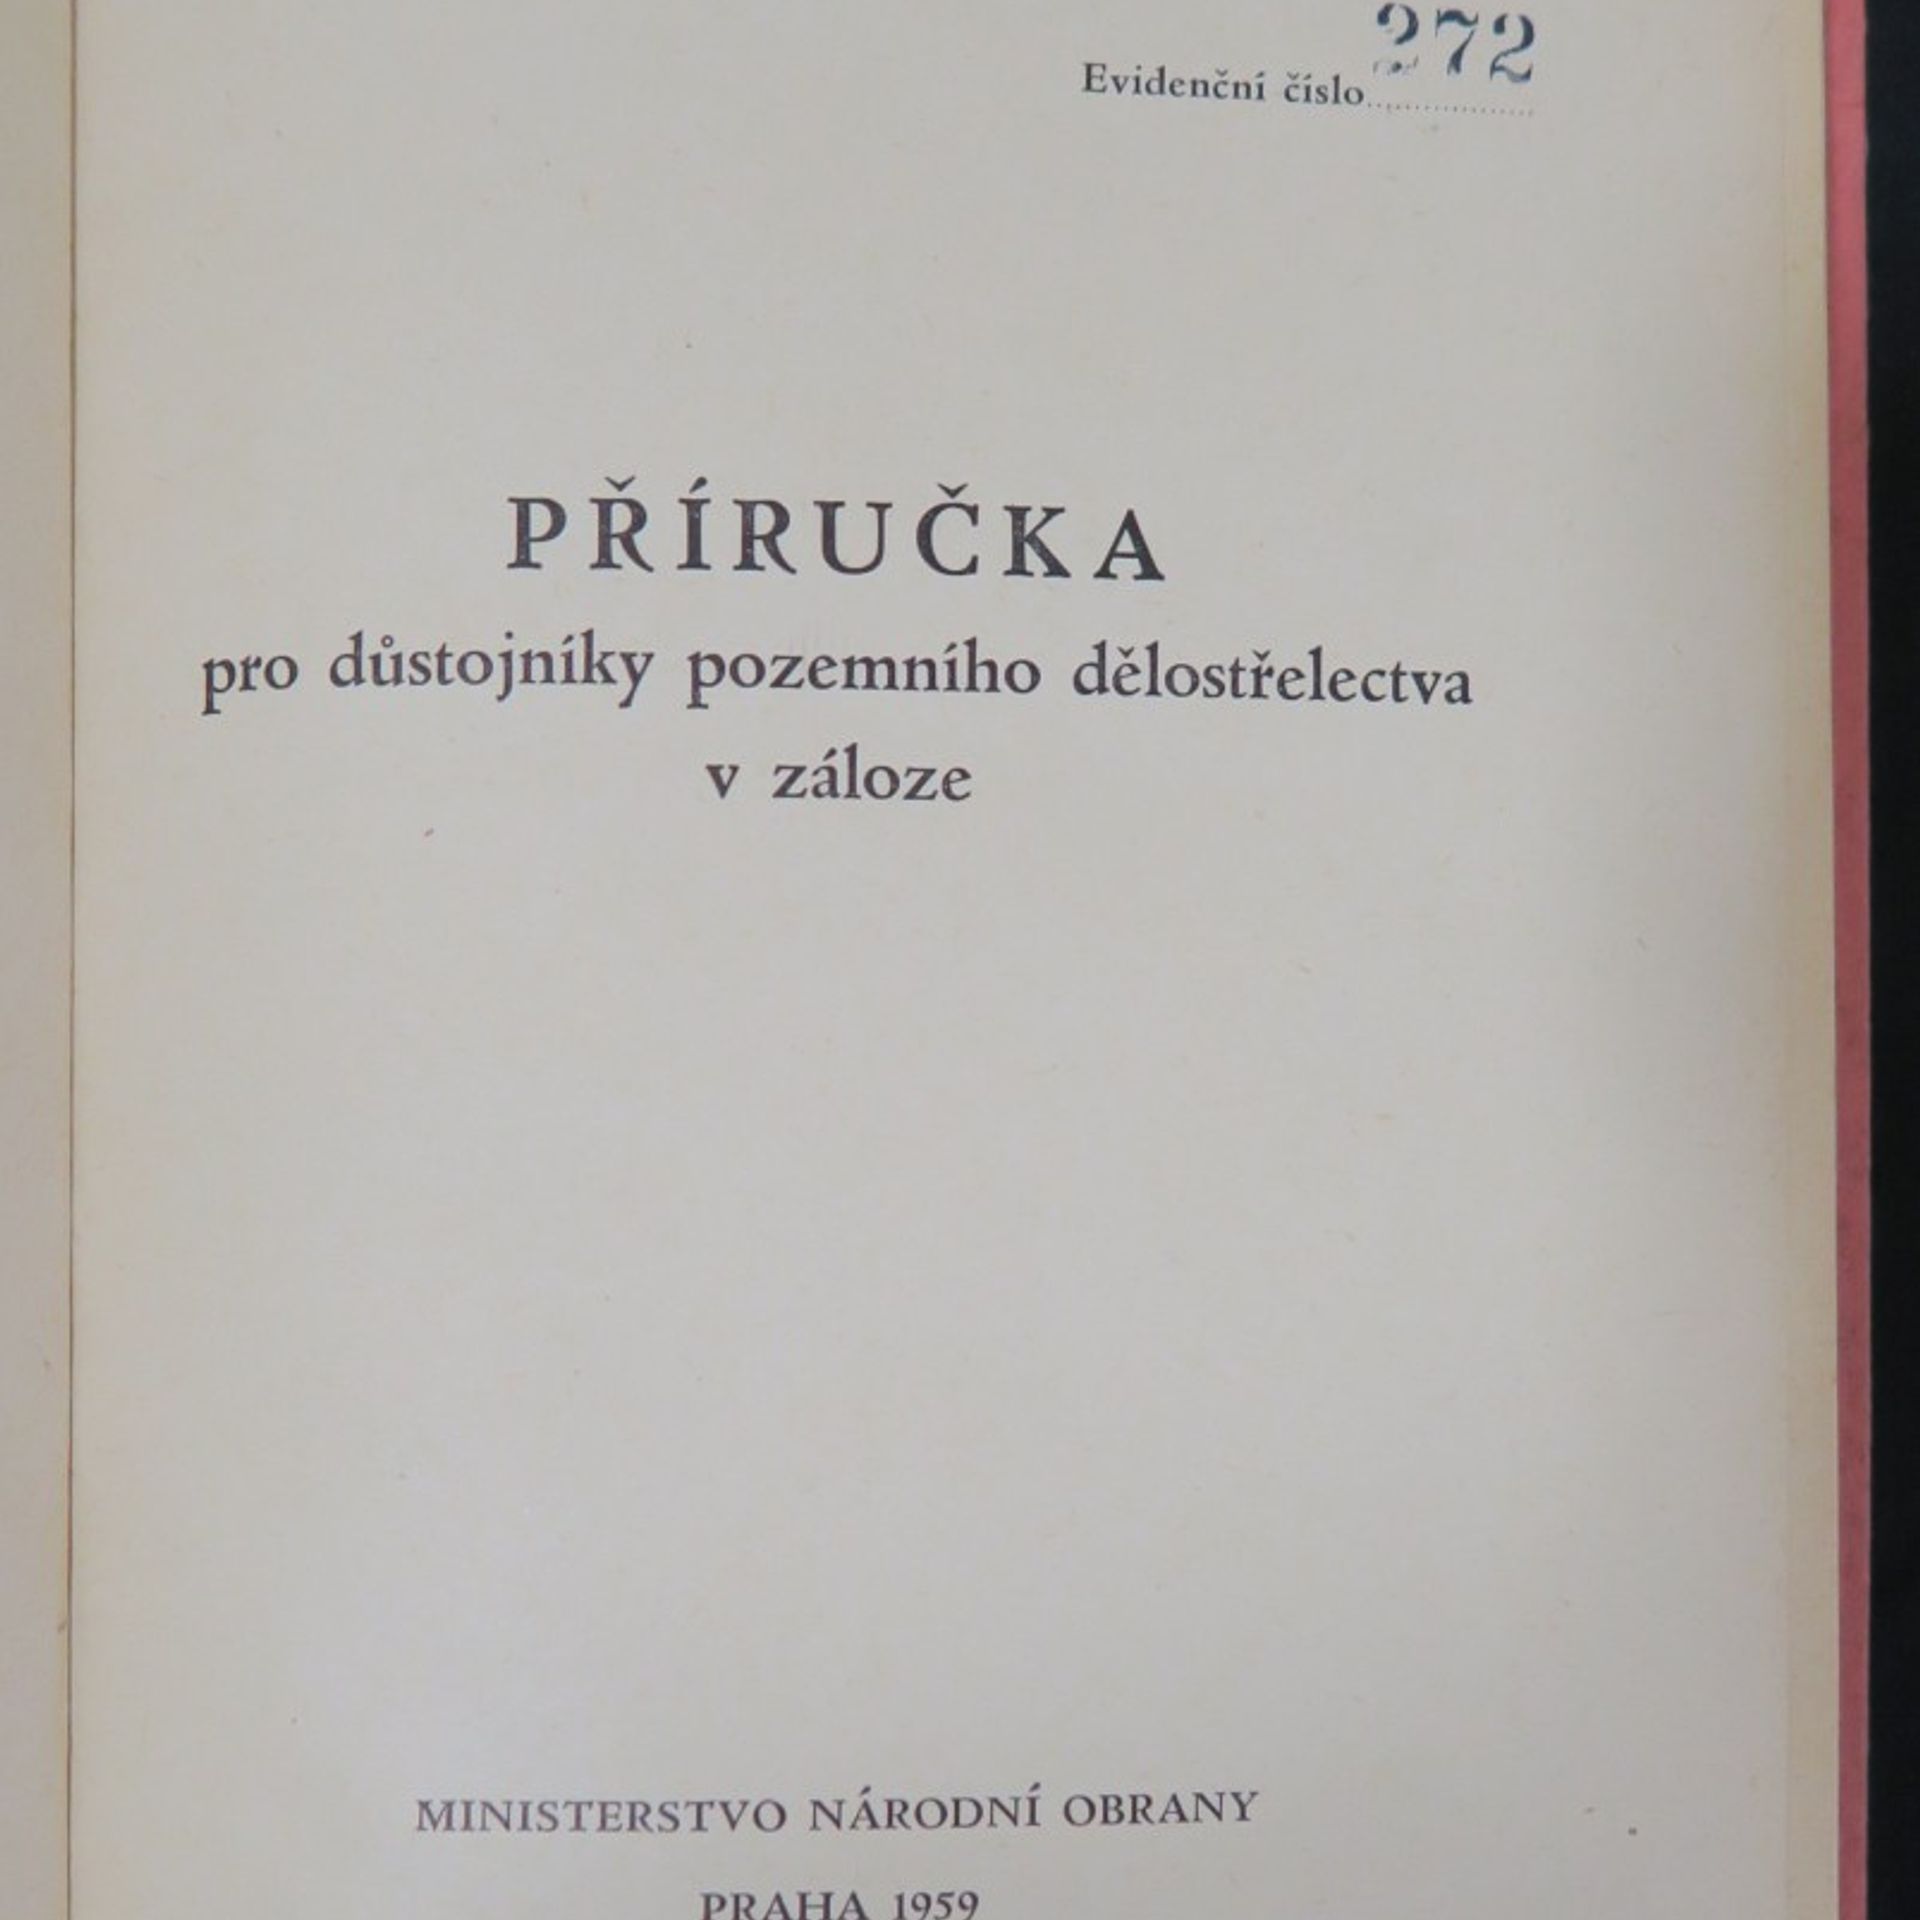 272
Evidenční číslo
PŘÍRUČKA
pro důstojníky pozemního dělostřelectva
v záloze
MINISTERSTVO NÁRODNÍ OBRANY
PRAHA 1959